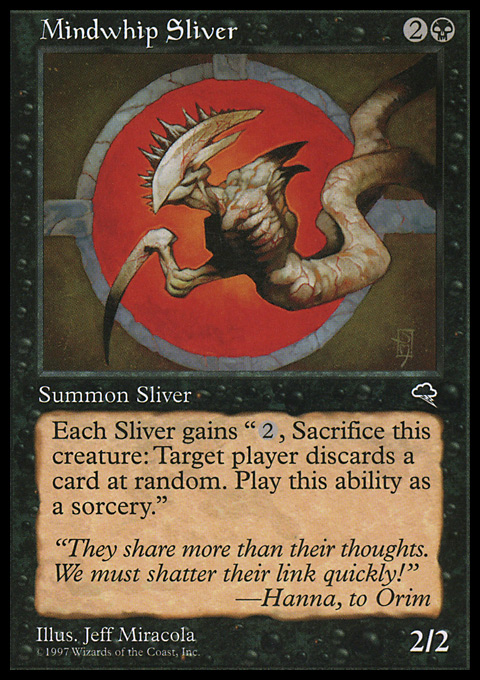 Mindwhip Sliver 2
Summon Sliver
Each Sliver gains “2, Sacrifice this
creature: Target player discards a
card at random. Play this ability as
a sorcery.”
“They share more than their thoughts.
We must shatter their link quickly!”
—Hanna, to Orim
Illus. Jeff Miracola
©1997 Wizards of the Coast, Inc.
2/2